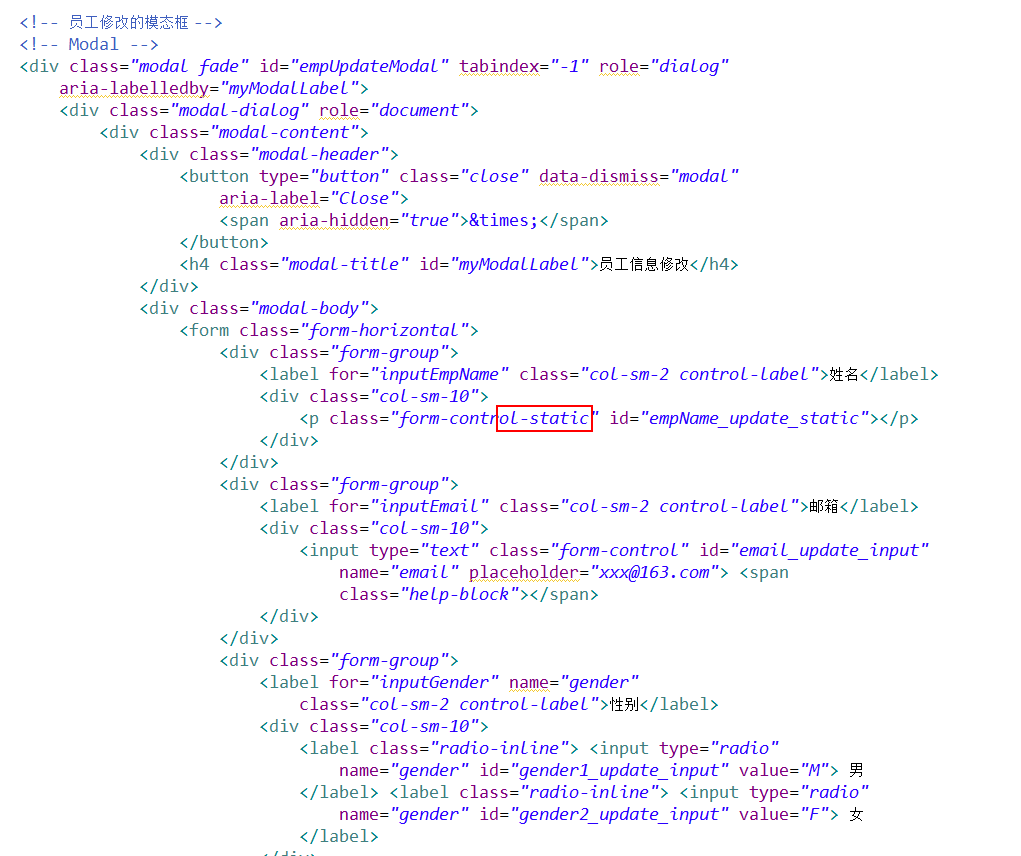 <!-- 员工修改的模态框 -->
<!-- Modal -->
<div class="modal fade" id="empUpdateModal" tabindex="-1" role="dialog"
aria-labelledby="myModalLabel">
<div class="modal-dialog" role="document">
<div class="modal-content">
<div class="modal-header">
<button type="button" class="close" data-dismiss="modal"
aria-label="Close">
<span aria-hidden="true">&times;</span>
</button>
<h4 class="modal-title" id="myModalLabel">员工信息修改</h4>
</div>
<div class="modal-body">
<form class="form-horizontal">
<div class="form-group">
<label for="inputEmpName" class="col-sm-2 control-label">姓名</label>
<div class="col-sm-10">
<p class="form-control-static" id="empName_update_static"></p>
</div>
</div>
<div class="form-group">
<label for="inputEmail" class="col-sm-2 control-label">邮箱</label>
<div class="col-sm-10">
<input type="text" class="form-control" id="email_update_input"
name="email" placeholder="xxx@163.com"> <span
class="help-block"></span>
</div>
</div>
<div class="form-group">
<label for="inputGender" name="gender"
class="col-sm-2 control-label">性别</label>
<div class="col-sm-10">
<label class="radio-inline"> <input type="radio"
name="gender" id="gender1_update_input" value="M"> 男
</label> <label class="radio-inline"> <input type="radio"
name="gender" id="gender2_update_input" value="F"> 女
</label>